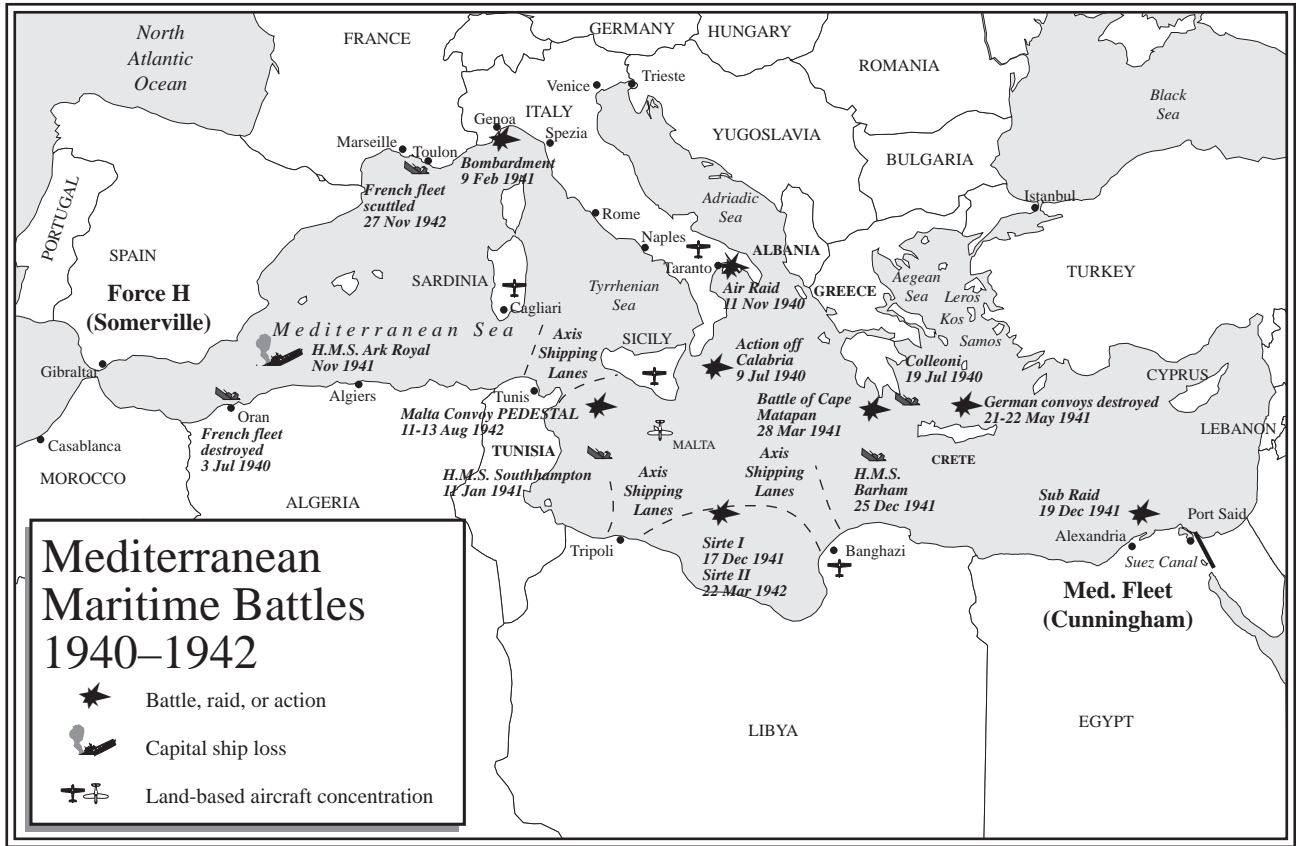 North
Atlantic
Ocean
FRANCE
GERMANY
HUNGARY
ROMANIA
Black
Sea
Venice
Trieste
ITALY
Genoa
Spezia
YUGOSLAVIA
BULGARIA
Marseille
Toulon
Bombardment
9 Feb 1941
French fleet
scuttled
27 Nov 1942
PORTUGAL
SPAIN
Adriadic
Sea
Istanbul
Rome
Naples
Taranto
ALBANIA
Air Raid
11 Nov 1940
GREECE
Aegean
Sea
Leros
Kos
Samos
TURKEY
SARDINIA
Cagliari
Tyrrhenian
Sea
Force H
(Somerville)
Mediterranean Sea
H.M.S. Ark Royal
Nov 1941
Axis
Shipping
Lanes
SICILY
Action off
Calabria
9 Jul 1940
Colleoni
19 Jul 1940
CYPRUS
Gibraltar
Algiers
Tunis
Oran
French fleet
destroyed
3 Jul 1940
Malta Convoy PEDESTAL
11-13 Aug 1942
Battle of Cape
Matapan
28 Mar 1941
German convoys destroyed
21-22 May 1941
LEBANON
Casablanca
MOROCCO
TUNISIA
MALTA
CRETE
H.M.S. Southhampton
11 Jan 1941
Axis
Shipping
Lanes
Axis
Shipping
Lanes
H.M.S.
Barham
25 Dec 1941
ALGERIA
Sub Raid
19 Dec 1941
Port Said
Alexandria
Suez Canal
Tripoli
Sirte I
17 Dec 1941
Sirte II
22 Mar 1942
Banghazi
Med. Fleet
(Cunningham)
LIBYA
EGYPT
Mediterranean
Maritime Battles
1940–1942
Battle, raid, or action
Capital ship loss
Land-based aircraft concentration